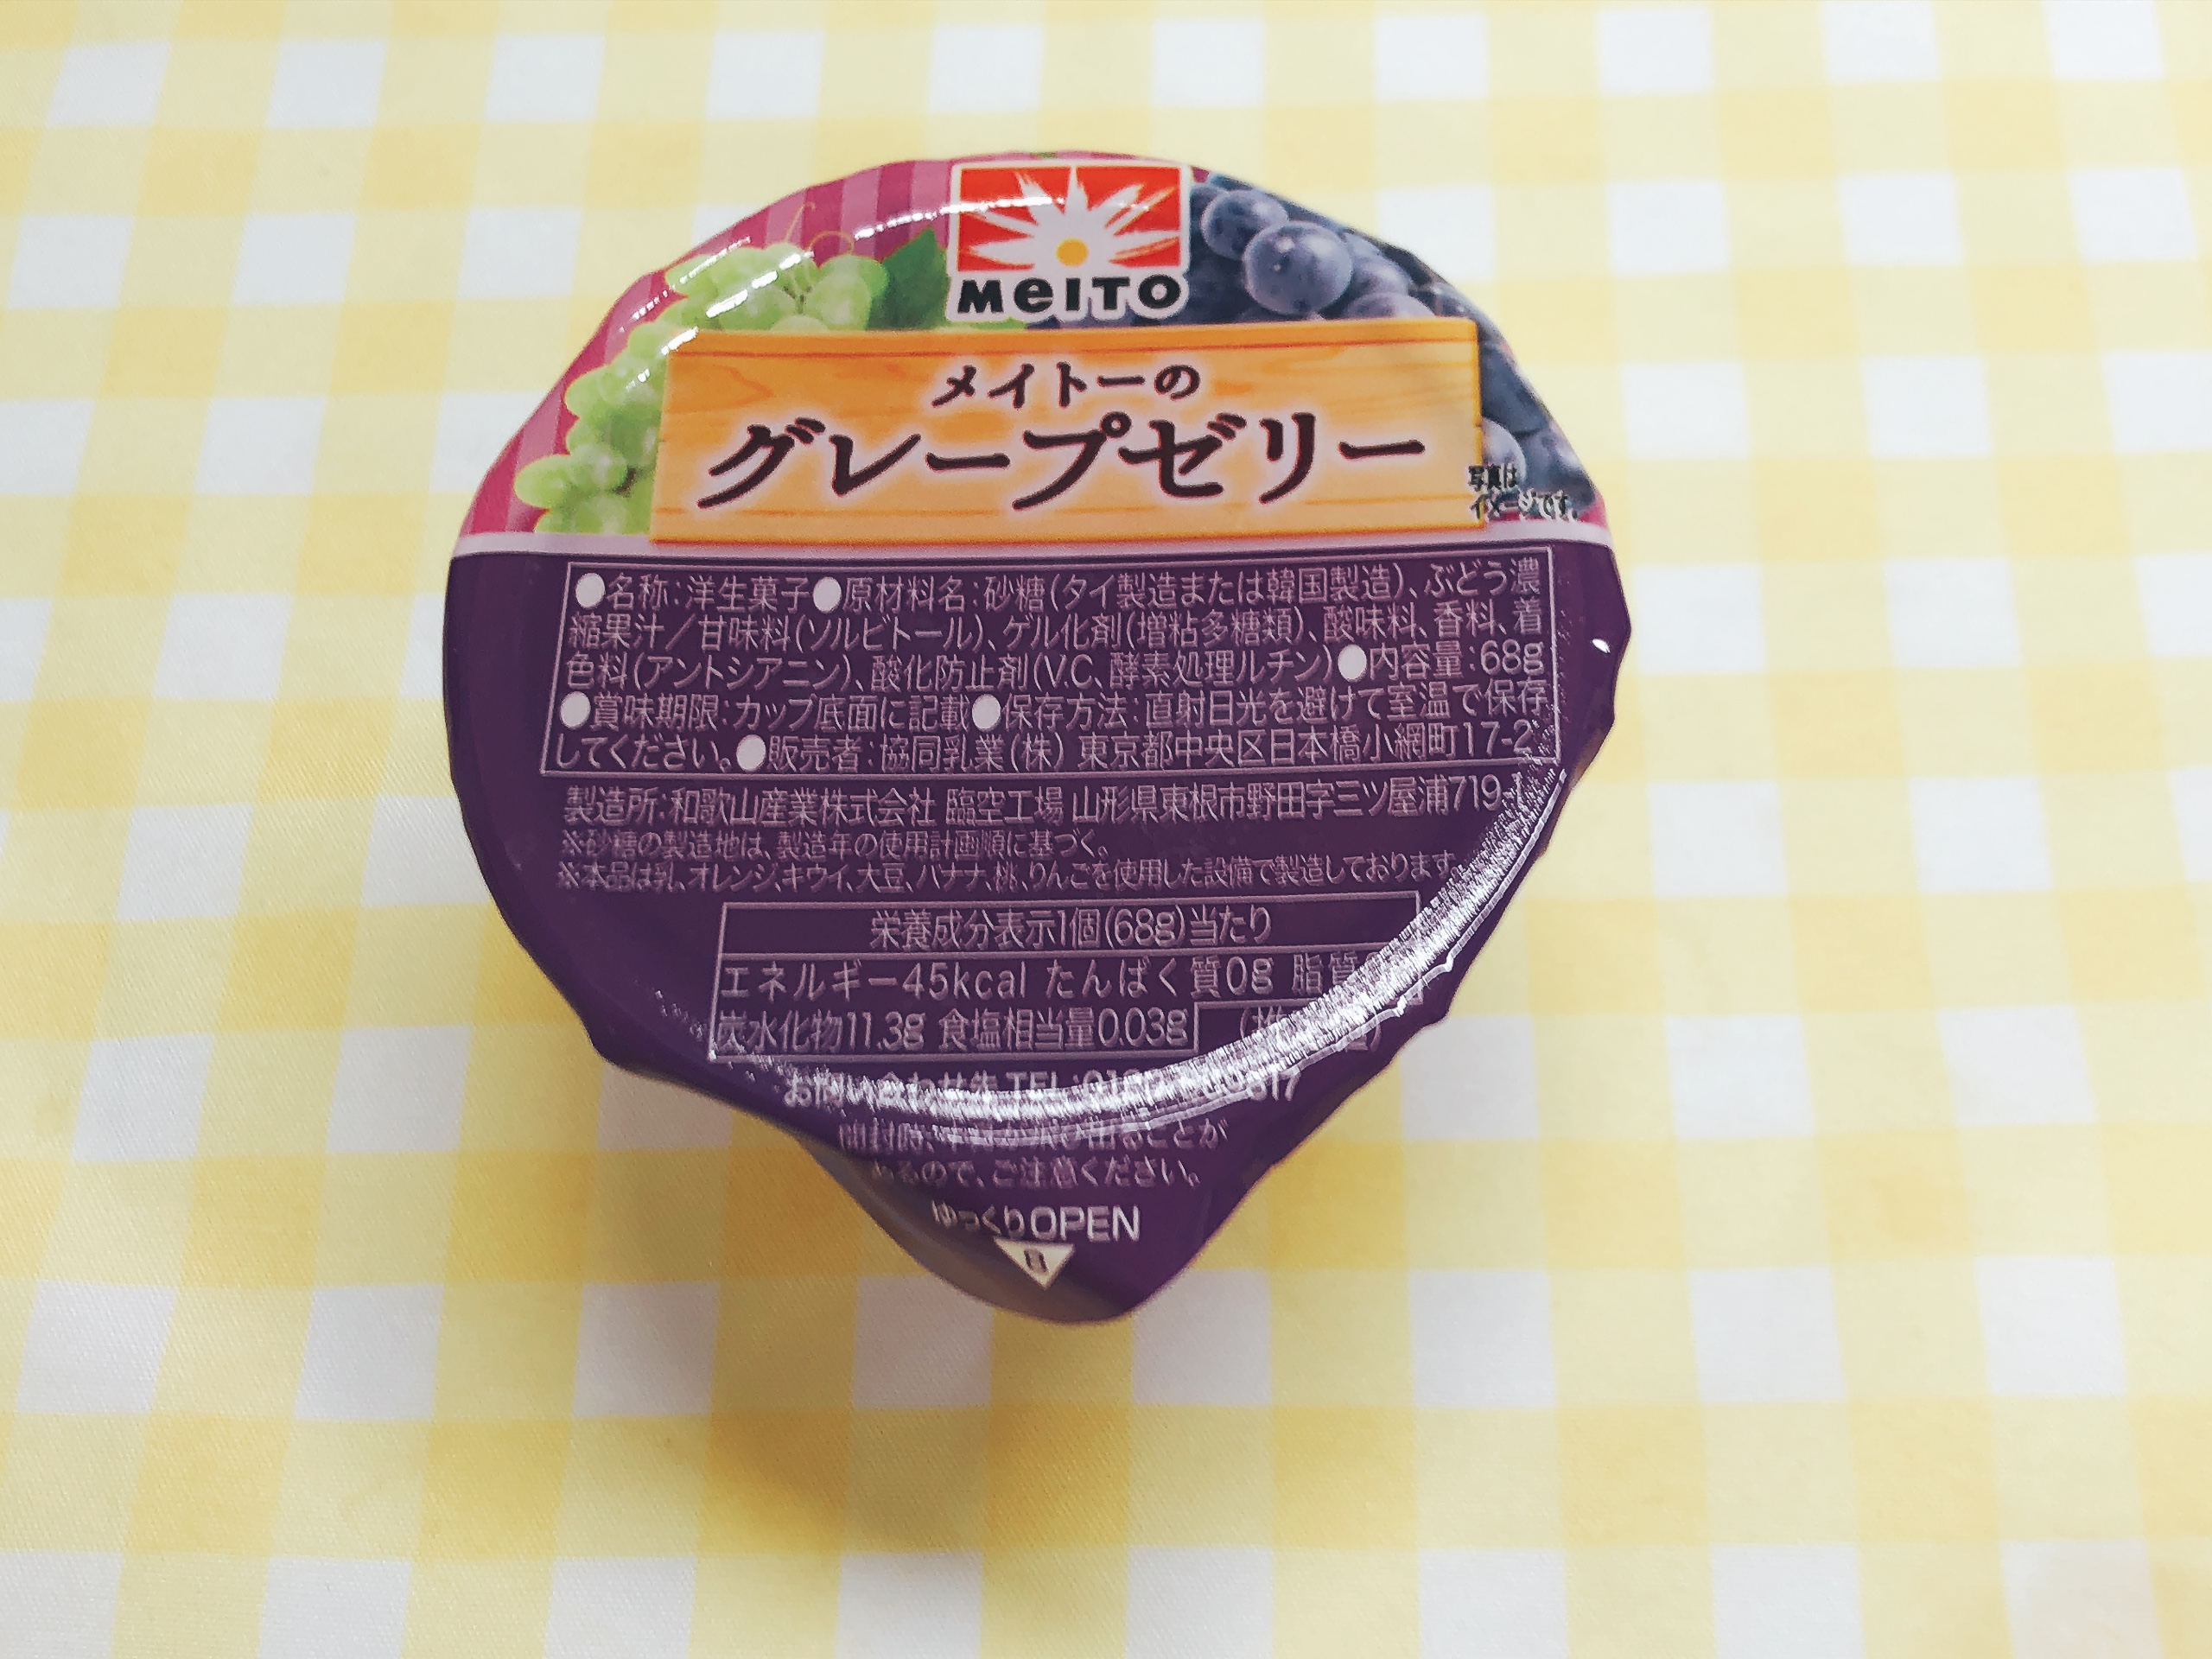 MeITO
メイトーの
グレープゼリー
写真は
イメージです。
●名称:洋生菓子●原材料名:砂糖(タイ製造または韓国製造)、ぶどう濃
縮果汁/甘味料(ソルビトール)、ゲル化剤(増粘多糖類)、酸味料、香料、着
色料(アントシアニン)、酸化防止剤(V.C、酵素処理ルチン)●内容量:68g
●賞味期限:カップ底面に記載●保存方法:直射日光を避けて室温で保存
してください。●販売者:協同乳業(株) 東京都中央区日本橋小網町17-2
製造所:和歌山産業株式会社 臨空工場 山形県東根市野田字三ツ屋浦719-1
※砂糖の製造地は、製造年の使用計画順に基づく。
※本品は乳、オレンジ、キウイ、大豆、バナナ、桃、りんごを使用した設備で製造しております。
栄養成分表示1個(68g)当たり
エネルギー45kcal たんぱく質0g 脂質
炭水化物11.3g 食塩相当量0.03g
お問い合わせ先 TEL:
開封時、
あるので、ご注意ください。
ゆっくりOPEN
8